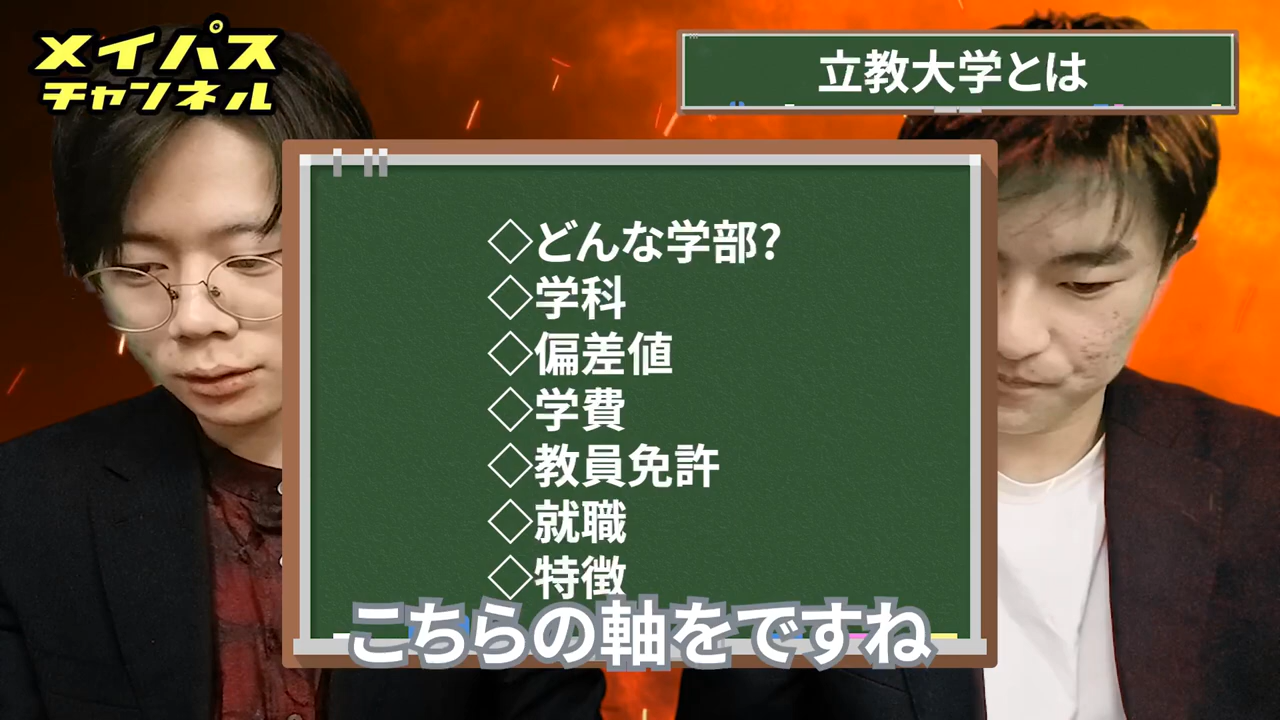 メイパス
チャンネル
立教大学とは
◇どんな学部?
◇学科
◇偏差値
◇学費
◇教員免許
◇就職
◇特徴
こちらの軸をですね